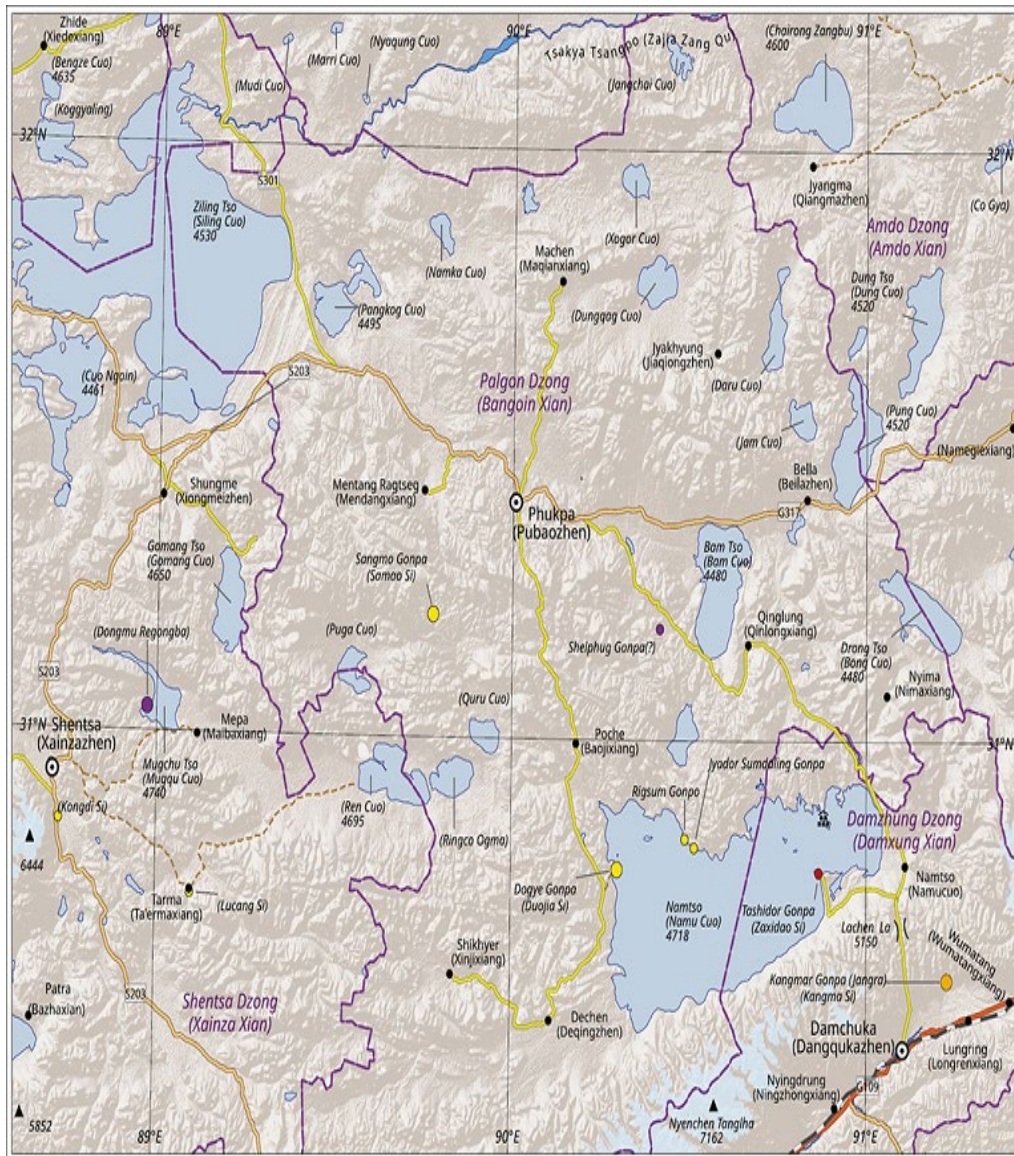 Zhide
(Xiedexiang)
(Bengze Cuo)
4635
(Koggyaling)
89°E
(Mudi Cuo)
(Marri Cuo)
(Nyaqung Cuo)
90°E
Tsakya Tsangpo (Zajia Zang Qu)
(Jangchai Cuo)
(Chairong Zangbu)
4600
91°E
32°N
32°N
S301
Jyangma
(Qiangmazhen)
(Co Gya)
Ziling Tso
(Siling Cuo)
4530
(Namka Cuo)
Machen
(Maqianxiang)
(Xagar Cuo)
Amdo Dzong
(Amdo Xian)
(Pangkog Cuo)
4495
(Dungqag Cuo)
Dung Tso
(Dung Cuo)
4520
Jyakhyung
(Jiaqiongzhen)
(Cuo Ngoin)
4461
S203
Palgon Dzong
(Bangoin Xian)
(Daru Cuo)
(Pung Cuo)
4520
(Jam Cuo)
(Namegiexiang)
Shungme
(Xiongmeizhen)
Mentang Ragtseg
(Mendangxiang)
Bella
(Beilazhen)
Phukpa
(Pubaozhen)
G317
Gomang Tso
(Gomang Cuo)
4650
Sangmo Gonpa
(Samao Si)
Bam Tso
(Bam Cuo)
4480
(Dongmu Regongba)
(Puga Cuo)
Shelphug Gonpa(?)
Qinglung
(Qinlongxiang)
Drong Tso
(Bong Cuo)
4480
S203
Nyima
(Nimaxiang)
(Quru Cuo)
31°N
Shentsa
(Xainzazhen)
Mepa
(Maibaxiang)
Poche
(Baojixiang)
31°N
Mugchu Tso
(Mugqu Cuo)
4740
Jyador Sumdoling Gonpa
Rigsum Gonpo
(Kongdi Si)
(Ren Cuo)
4695
(Ringco Ogma)
Damzhung Dzong
(Damxung Xian)
6444
Tarma
(Ta'ermaxiang)
(Lucang Si)
Dogye Gonpa
(Duojia Si)
Namtso
(Namu Cuo)
4718
Tashidor Gonpa
(Zaxidao Si)
Namtso
(Namucuo)
Lachen La
5150
Wumatang
(Wumatangxiang)
Shikhyer
(Xinjixiang)
Kangmar Gonpa (Jangra)
(Kangma Si)
Patra
(Bazhaxian)
S203
Shentsa Dzong
(Xainza Xian)
Dechen
(Deqingzhen)
Damchuka
(Dangqukazhen)
Lungring
(Longrenxiang)
Nyingdrung
(Ningzhongxiang)
G109
5852
Nyenchen Tanglha
7162
89°E
90°E
91°E